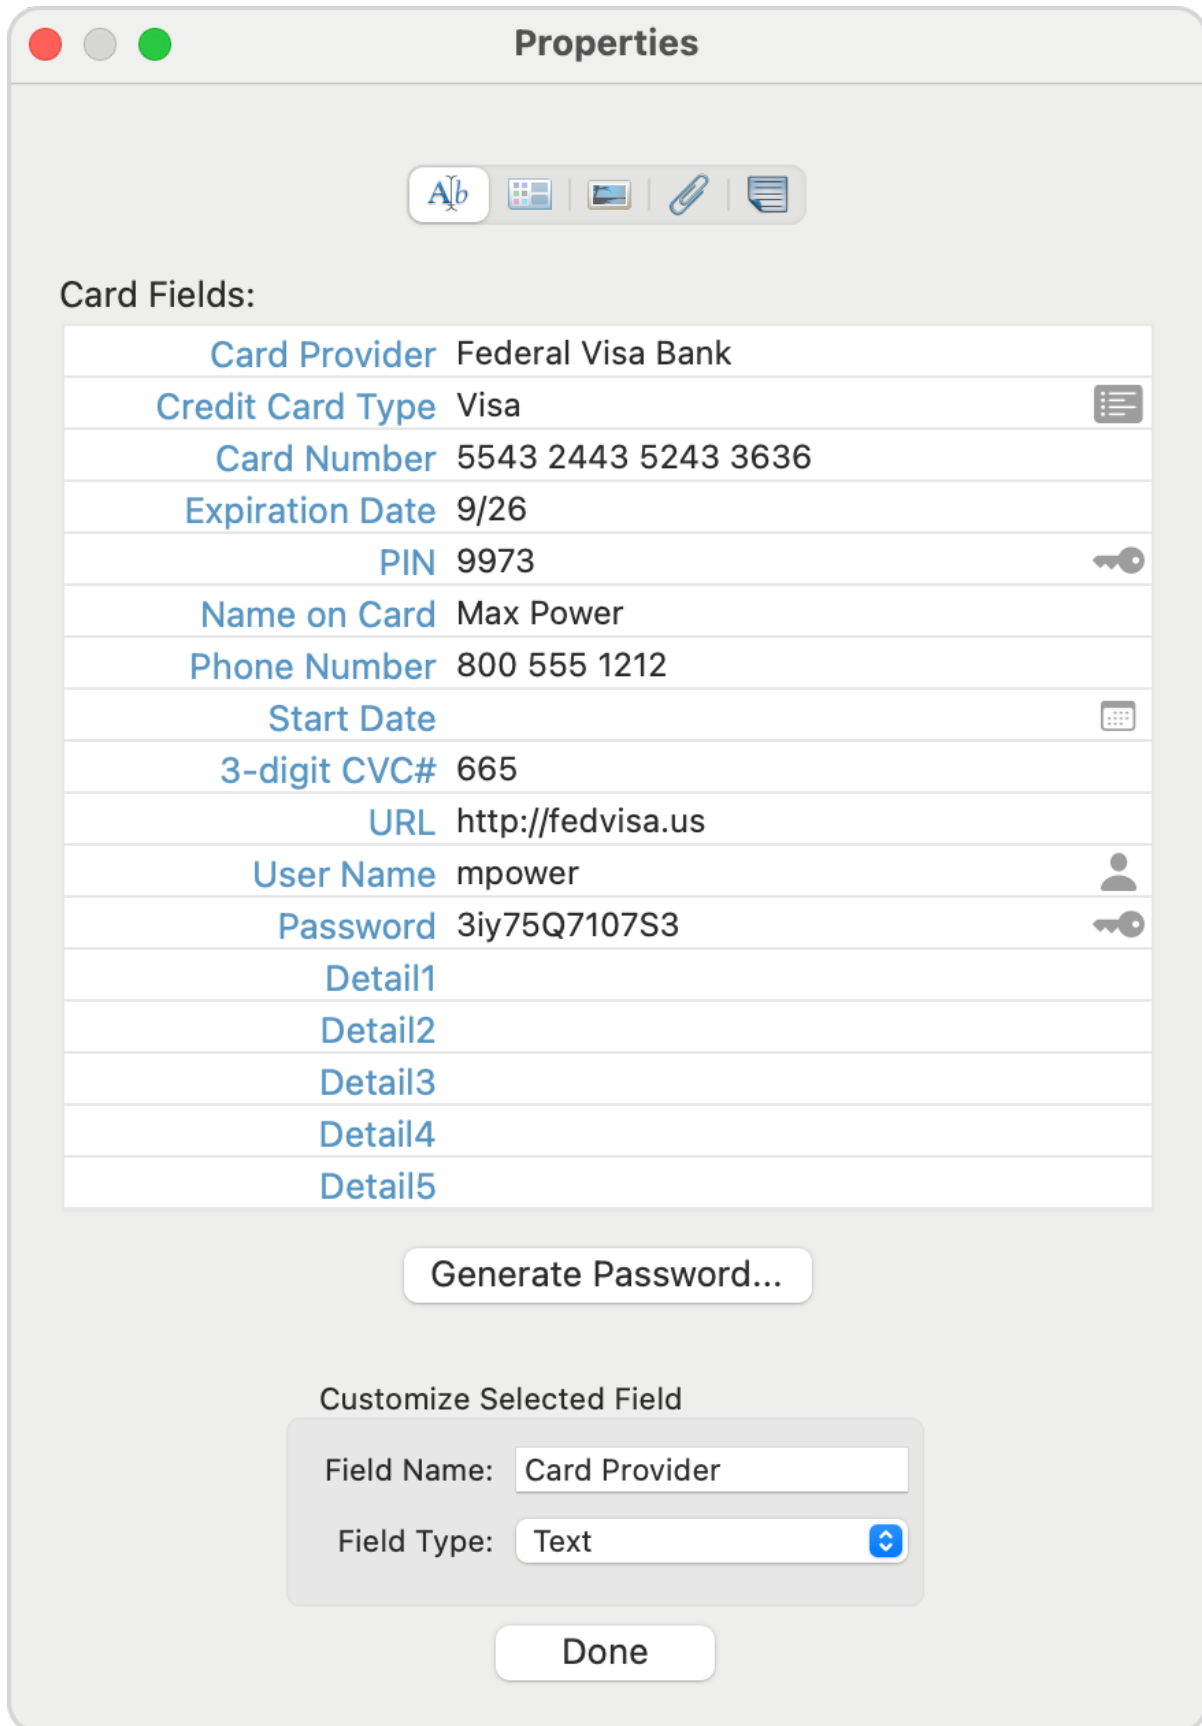 Properties
Ab
Card Fields:
Card Provider Federal Visa Bank
Credit Card Type Visa
Card Number 5543 2443 5243 3636
Expiration Date 9/26
PIN 9973
Name on Card Max Power
Phone Number 800 555 1212
Start Date
3-digit CVC# 665
URL http://fedvisa.us
User Name mpower
Password 3iy75Q7107S3
Detail1
Detail2
Detail3
Detail4
Detail5
Generate Password...
Customize Selected Field
Field Name: Card Provider
Field Type: Text
Done